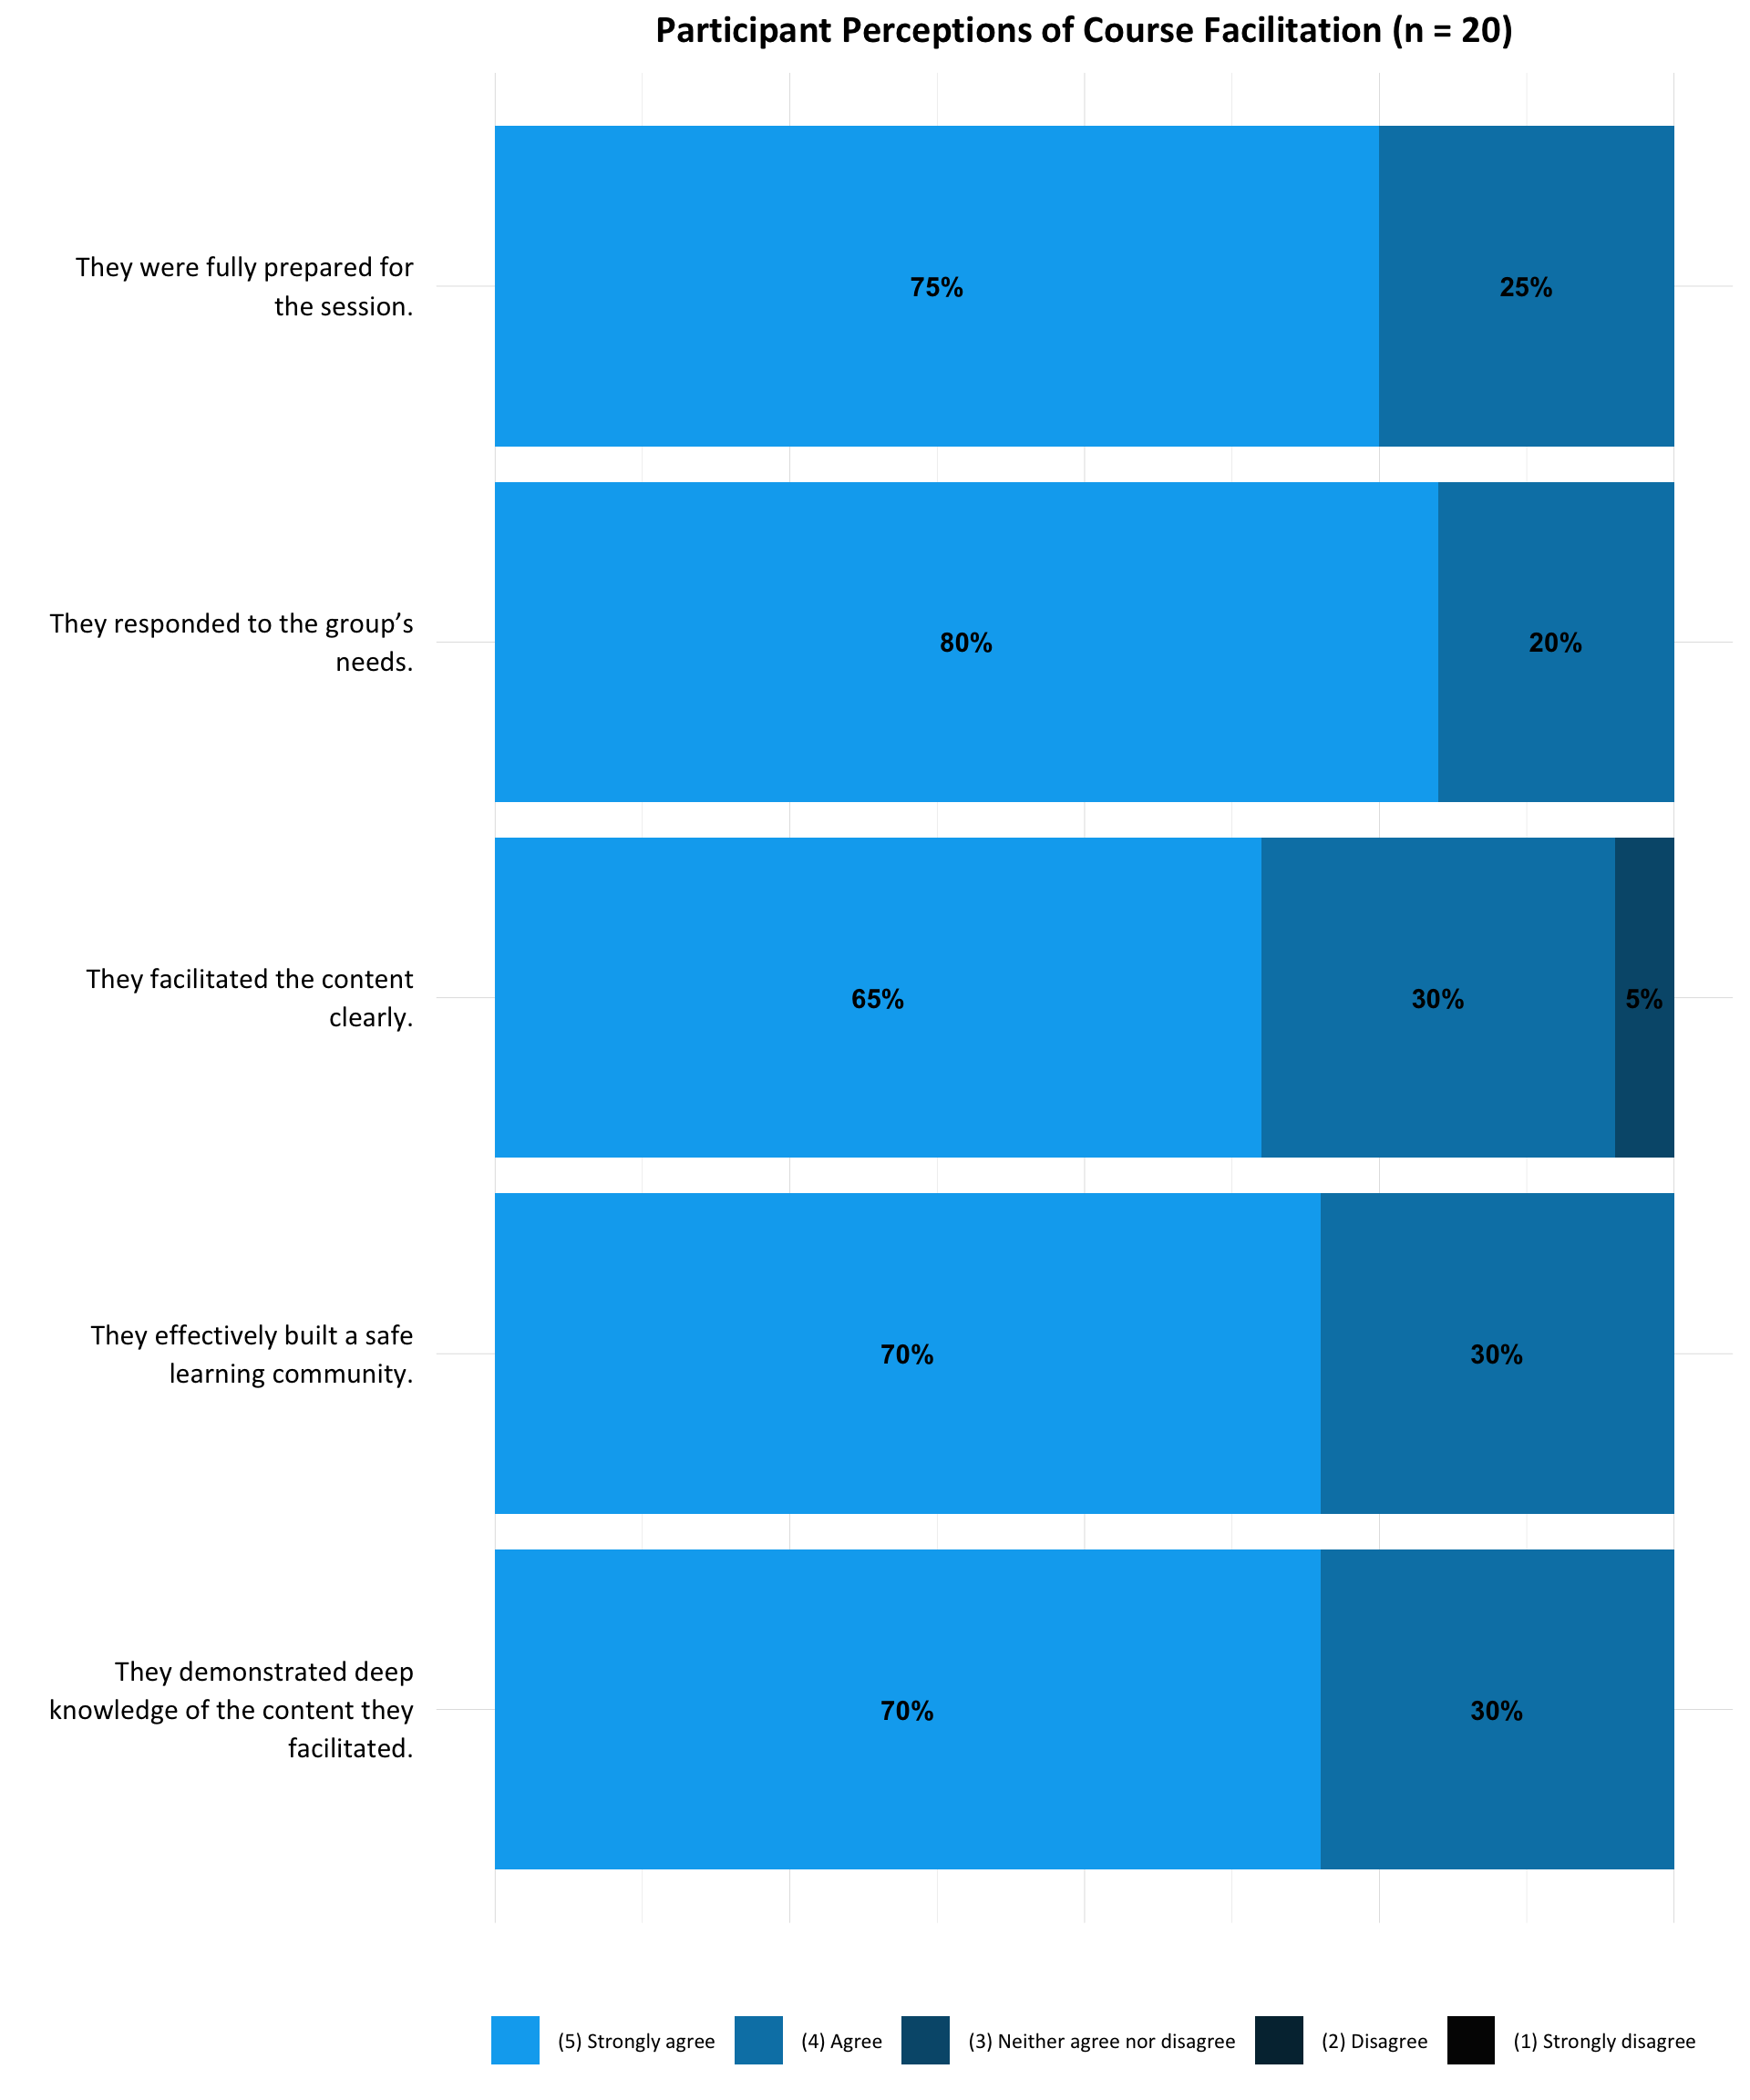 Participant Perceptions of Course Facilitation (n = 20)
They were fully prepared for
the session.
75%
25%
They responded to the group’s
needs.
80%
20%
They facilitated the content
clearly.
65%
30%
5%
They effectively built a safe
learning community.
70%
30%
They demonstrated deep
knowledge of the content they
facilitated.
70%
30%
(5) Strongly agree
(4) Agree
(3) Neither agree nor disagree
(2) Disagree
(1) Strongly disagree